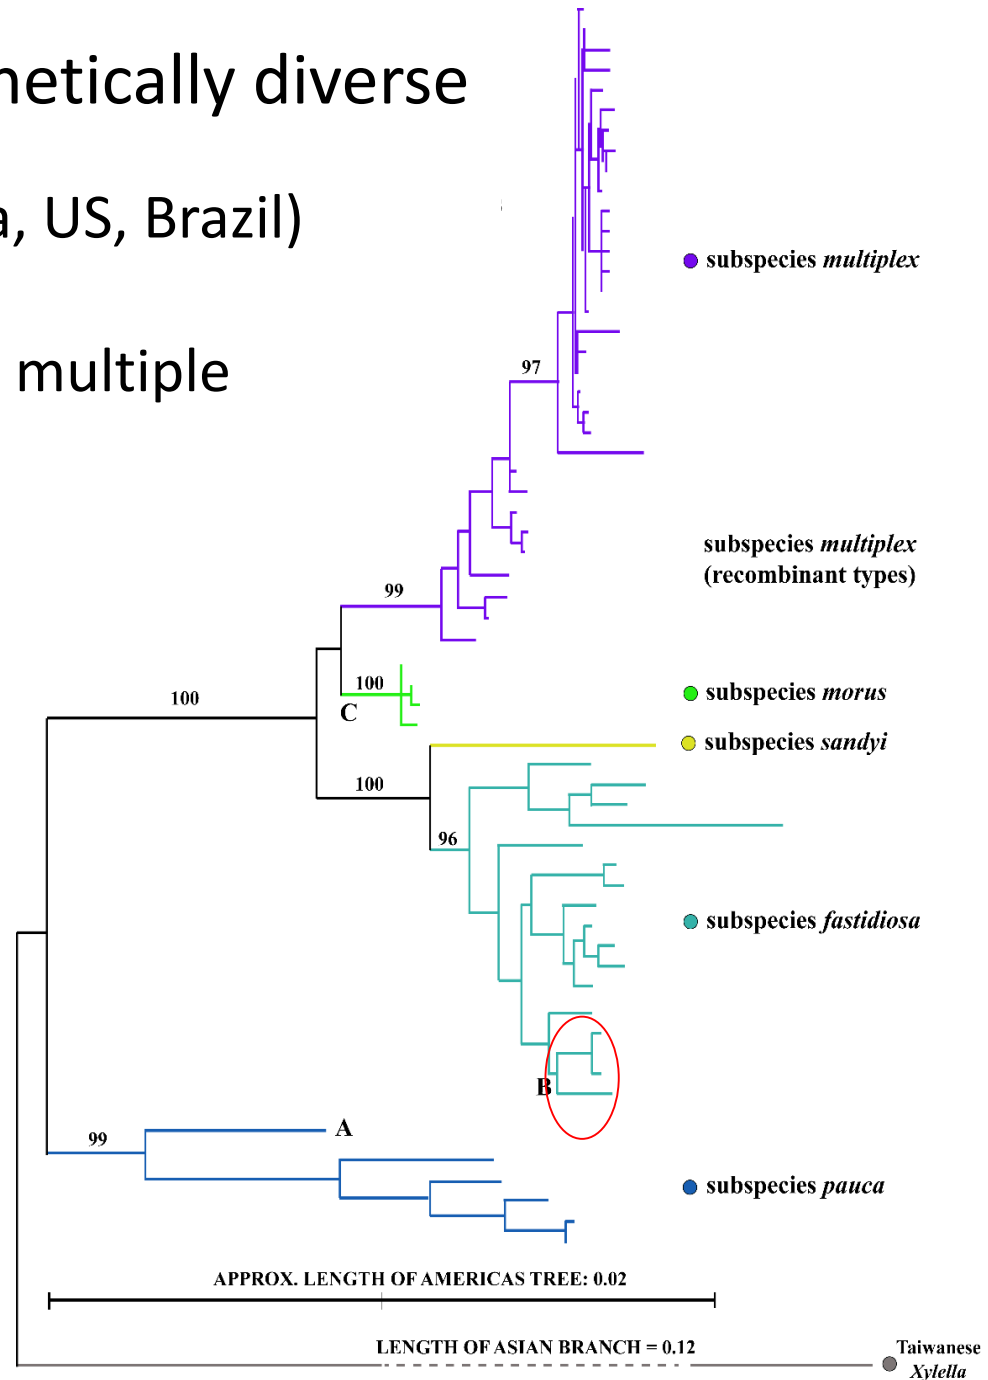 netically diverse
a, US, Brazil)
multiple
subspecies multiplex
97
subspecies multiplex
(recombinant types)
99
100
subspecies morus
100
C
subspecies sandyi
100
96
subspecies fastidiosa
B
A
99
subspecies pauca
APPROX. LENGTH OF AMERICAS TREE: 0.02
LENGTH OF ASIAN BRANCH = 0.12
Taiwanese
Xylella